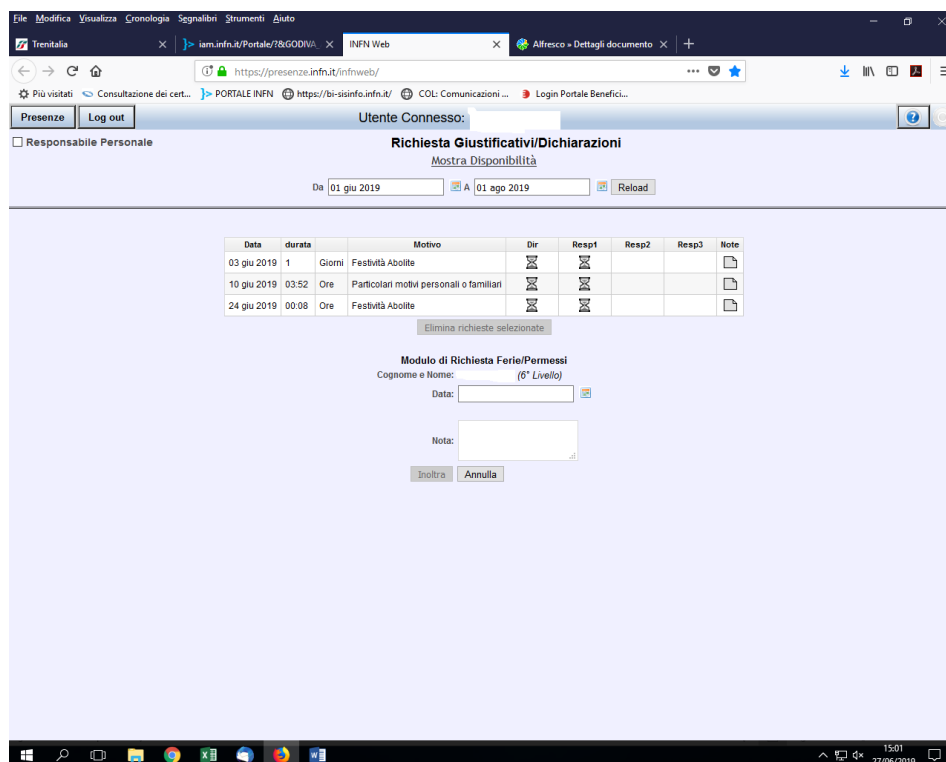 File Modifica Visualizza Cronologia Segnalibri Strumenti Aiuto
Trenitalia iam.infn.it/Portale/?&GODIVA_ INFN Web Alfresco » Dettagli documento
https://presenze.infn.it/infnweb/
Più visitati Consultazione dei cert... PORTALE INFN https://bi-sisinfo.infn.it/ COL: Comunicazioni ... Login Portale Benefici...
Presenze Log out Utente Connesso:
Responsabile Personale Richiesta Giustificativi/Dichiarazioni
Mostra Disponibilità
Da 01 giu 2019 A 01 ago 2019 Reload
Data durata Motivo Dir Resp1 Resp2 Resp3 Note
03 giu 2019 1 Giorni Festività Abolite
10 giu 2019 03:52 Ore Particolari motivi personali o familiari
24 giu 2019 00:08 Ore Festività Abolite
Elimina richieste selezionate
Modulo di Richiesta Ferie/Permessi
Cognome e Nome: (6° Livello)
Data:
Nota:
Inoltra Annulla
15:01
27/06/2019